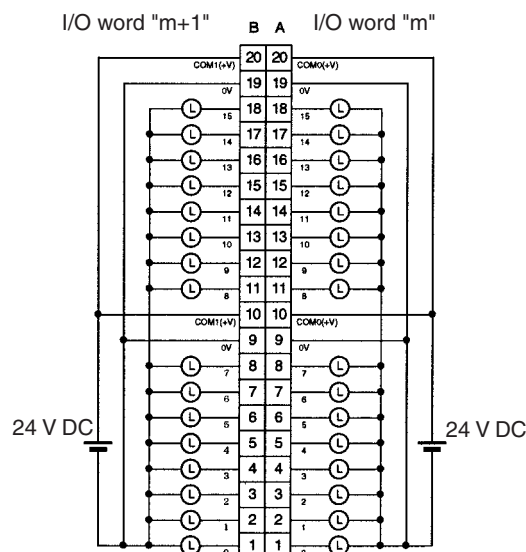 I/O word "m+1" B A I/O word "m"
20 20
COM1(+V) COM0(+V)
19 19
0V 0V
L 18 18 L
15 15
L 17 17 L
14 14
L 16 16 L
13 13
L 15 15 L
12 12
L 14 14 L
11 11
L 13 13 L
10 10
L 12 12 L
9 9
L 11 11 L
8 8
10 10
COM1(+V) COM0(+V)
9 9
0V 0V
L 8 8 L
7 7
L 7 7 L
6 6
L 6 6 L
5 5
24 V DC L 5 5 L 24 V DC
4 4
L 4 4 L
3 3
L 3 3 L
2 2
L 2 2 L
1 1
L 1 1 L